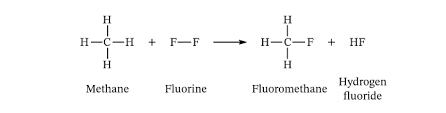 H H
H—C—H + F—F ⟶ H—C—F + HF
H H
Methane Fluorine Fluoromethane Hydrogen
fluoride